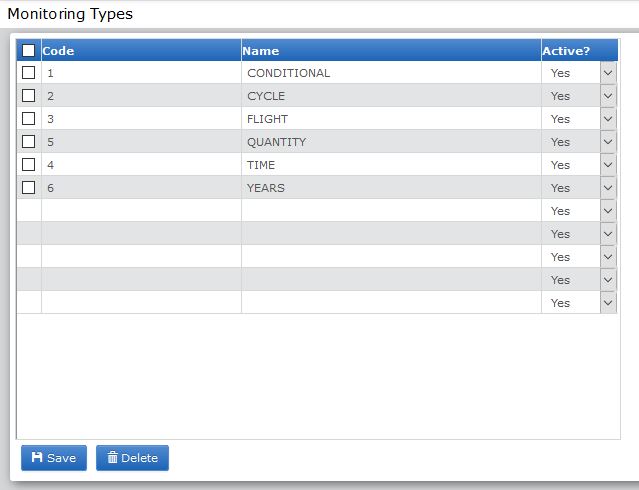 Monitoring Types
Code Name Active?
1 CONDITIONAL Yes
2 CYCLE Yes
3 FLIGHT Yes
5 QUANTITY Yes
4 TIME Yes
6 YEARS Yes
Yes
Yes
Yes
Yes
Yes
Save Delete